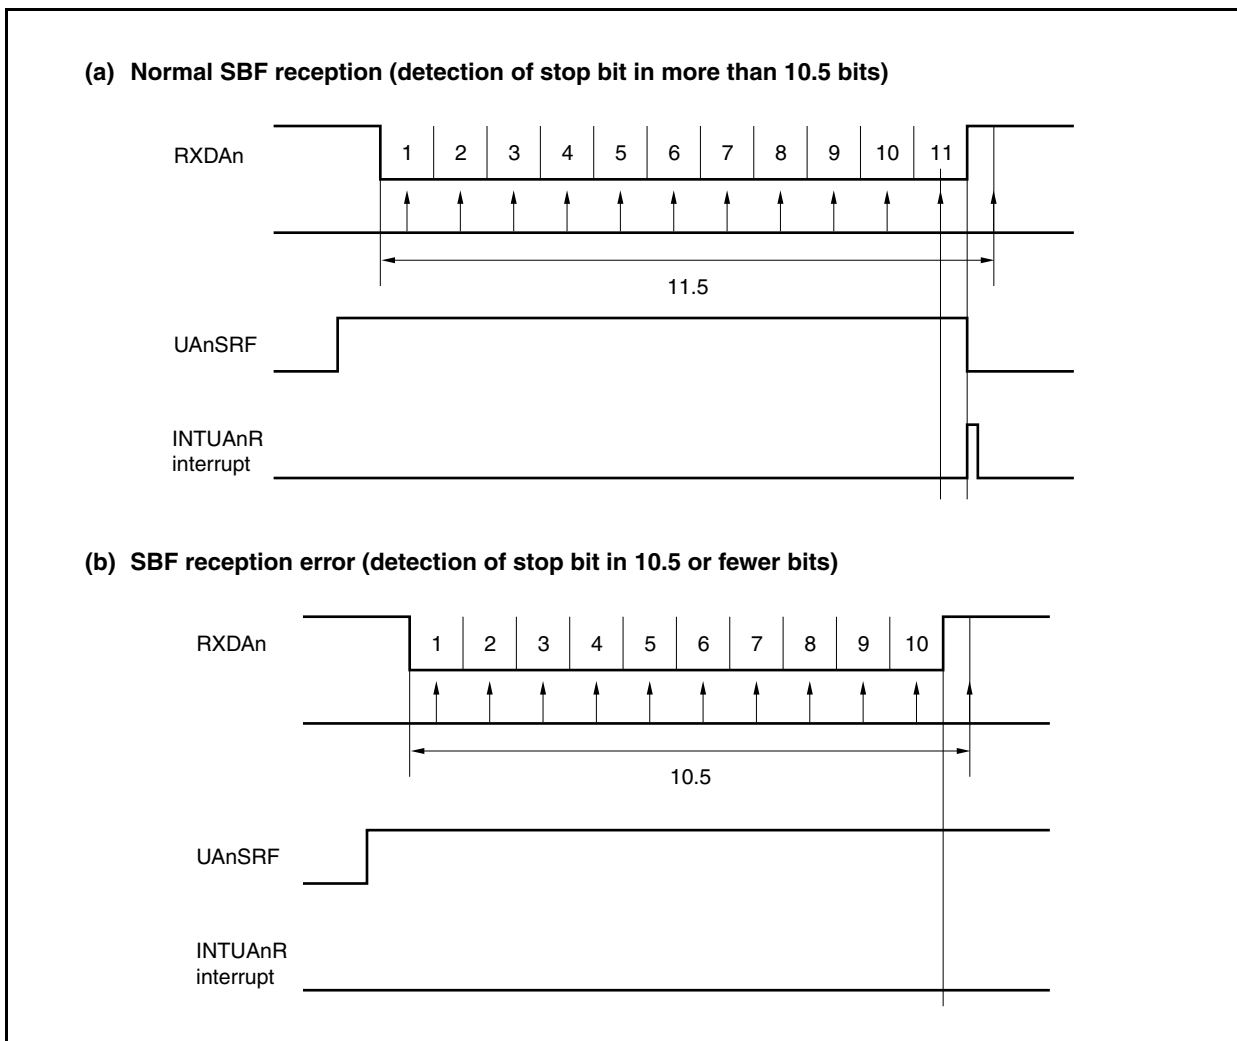 (a) Normal SBF reception (detection of stop bit in more than 10.5 bits)
RXDAn
1 2 3 4 5 6 7 8 9 10 11
11.5
UAnSRF
INTUAnR
interrupt
(b) SBF reception error (detection of stop bit in 10.5 or fewer bits)
RXDAn
1 2 3 4 5 6 7 8 9 10
10.5
UAnSRF
INTUAnR
interrupt